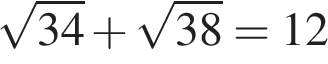 √34 + √38 = 12